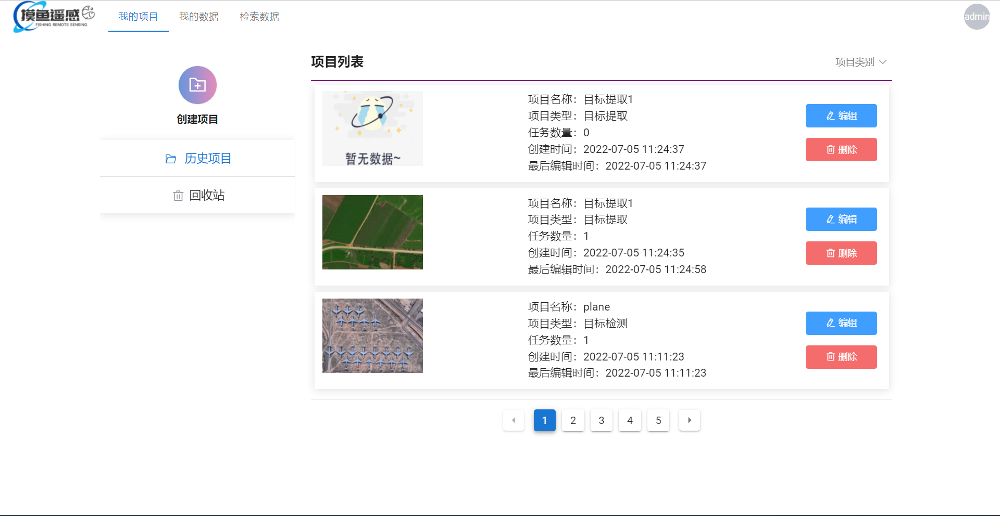 摸鱼遥感
FISHING REMOTE SENSING
我的项目
我的数据
检索数据
admin
创建项目
历史项目
回收站
项目列表
项目类别
暂无数据~
项目名称：目标提取1
项目类型：目标提取
任务数量：0
创建时间：2022-07-05 11:24:37
最后编辑时间：2022-07-05 11:24:37
编辑
删除
项目名称：目标提取1
项目类型：目标提取
任务数量：1
创建时间：2022-07-05 11:24:35
最后编辑时间：2022-07-05 11:24:58
编辑
删除
项目名称：plane
项目类型：目标检测
任务数量：1
创建时间：2022-07-05 11:11:23
最后编辑时间：2022-07-05 11:11:23
编辑
删除
1 2 3 4 5